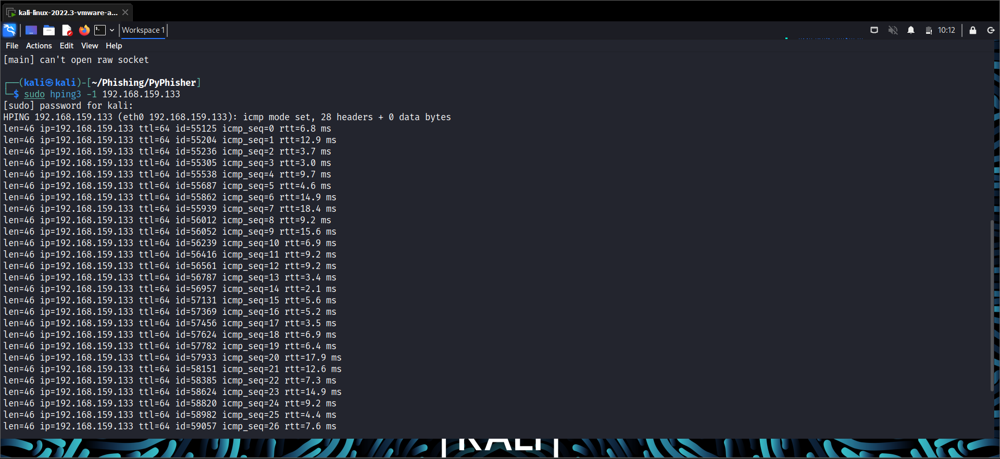 kali-linux-2022.3-vmware-a...
Workspace 1
10:12
File Actions Edit View Help
[main] can't open raw socket
┌──(kali㉿kali)-[~/Phishing/PyPhisher]
└─$ sudo hping3 -1 192.168.159.133
[sudo] password for kali:
HPING 192.168.159.133 (eth0 192.168.159.133): icmp mode set, 28 headers + 0 data bytes
len=46 ip=192.168.159.133 ttl=64 id=55125 icmp_seq=0 rtt=6.8 ms
len=46 ip=192.168.159.133 ttl=64 id=55204 icmp_seq=1 rtt=12.9 ms
len=46 ip=192.168.159.133 ttl=64 id=55236 icmp_seq=2 rtt=3.7 ms
len=46 ip=192.168.159.133 ttl=64 id=55305 icmp_seq=3 rtt=3.0 ms
len=46 ip=192.168.159.133 ttl=64 id=55538 icmp_seq=4 rtt=9.7 ms
len=46 ip=192.168.159.133 ttl=64 id=55687 icmp_seq=5 rtt=4.6 ms
len=46 ip=192.168.159.133 ttl=64 id=55862 icmp_seq=6 rtt=14.9 ms
len=46 ip=192.168.159.133 ttl=64 id=55939 icmp_seq=7 rtt=18.4 ms
len=46 ip=192.168.159.133 ttl=64 id=56012 icmp_seq=8 rtt=9.2 ms
len=46 ip=192.168.159.133 ttl=64 id=56052 icmp_seq=9 rtt=15.6 ms
len=46 ip=192.168.159.133 ttl=64 id=56239 icmp_seq=10 rtt=6.9 ms
len=46 ip=192.168.159.133 ttl=64 id=56416 icmp_seq=11 rtt=9.2 ms
len=46 ip=192.168.159.133 ttl=64 id=56561 icmp_seq=12 rtt=9.2 ms
len=46 ip=192.168.159.133 ttl=64 id=56787 icmp_seq=13 rtt=3.4 ms
len=46 ip=192.168.159.133 ttl=64 id=56957 icmp_seq=14 rtt=2.1 ms
len=46 ip=192.168.159.133 ttl=64 id=57131 icmp_seq=15 rtt=5.6 ms
len=46 ip=192.168.159.133 ttl=64 id=57369 icmp_seq=16 rtt=5.2 ms
len=46 ip=192.168.159.133 ttl=64 id=57456 icmp_seq=17 rtt=3.5 ms
len=46 ip=192.168.159.133 ttl=64 id=57624 icmp_seq=18 rtt=6.9 ms
len=46 ip=192.168.159.133 ttl=64 id=57782 icmp_seq=19 rtt=6.4 ms
len=46 ip=192.168.159.133 ttl=64 id=57933 icmp_seq=20 rtt=17.9 ms
len=46 ip=192.168.159.133 ttl=64 id=58151 icmp_seq=21 rtt=12.6 ms
len=46 ip=192.168.159.133 ttl=64 id=58385 icmp_seq=22 rtt=7.3 ms
len=46 ip=192.168.159.133 ttl=64 id=58624 icmp_seq=23 rtt=14.9 ms
len=46 ip=192.168.159.133 ttl=64 id=58820 icmp_seq=24 rtt=9.2 ms
len=46 ip=192.168.159.133 ttl=64 id=58982 icmp_seq=25 rtt=4.4 ms
len=46 ip=192.168.159.133 ttl=64 id=59057 icmp_seq=26 rtt=7.6 ms
KALI